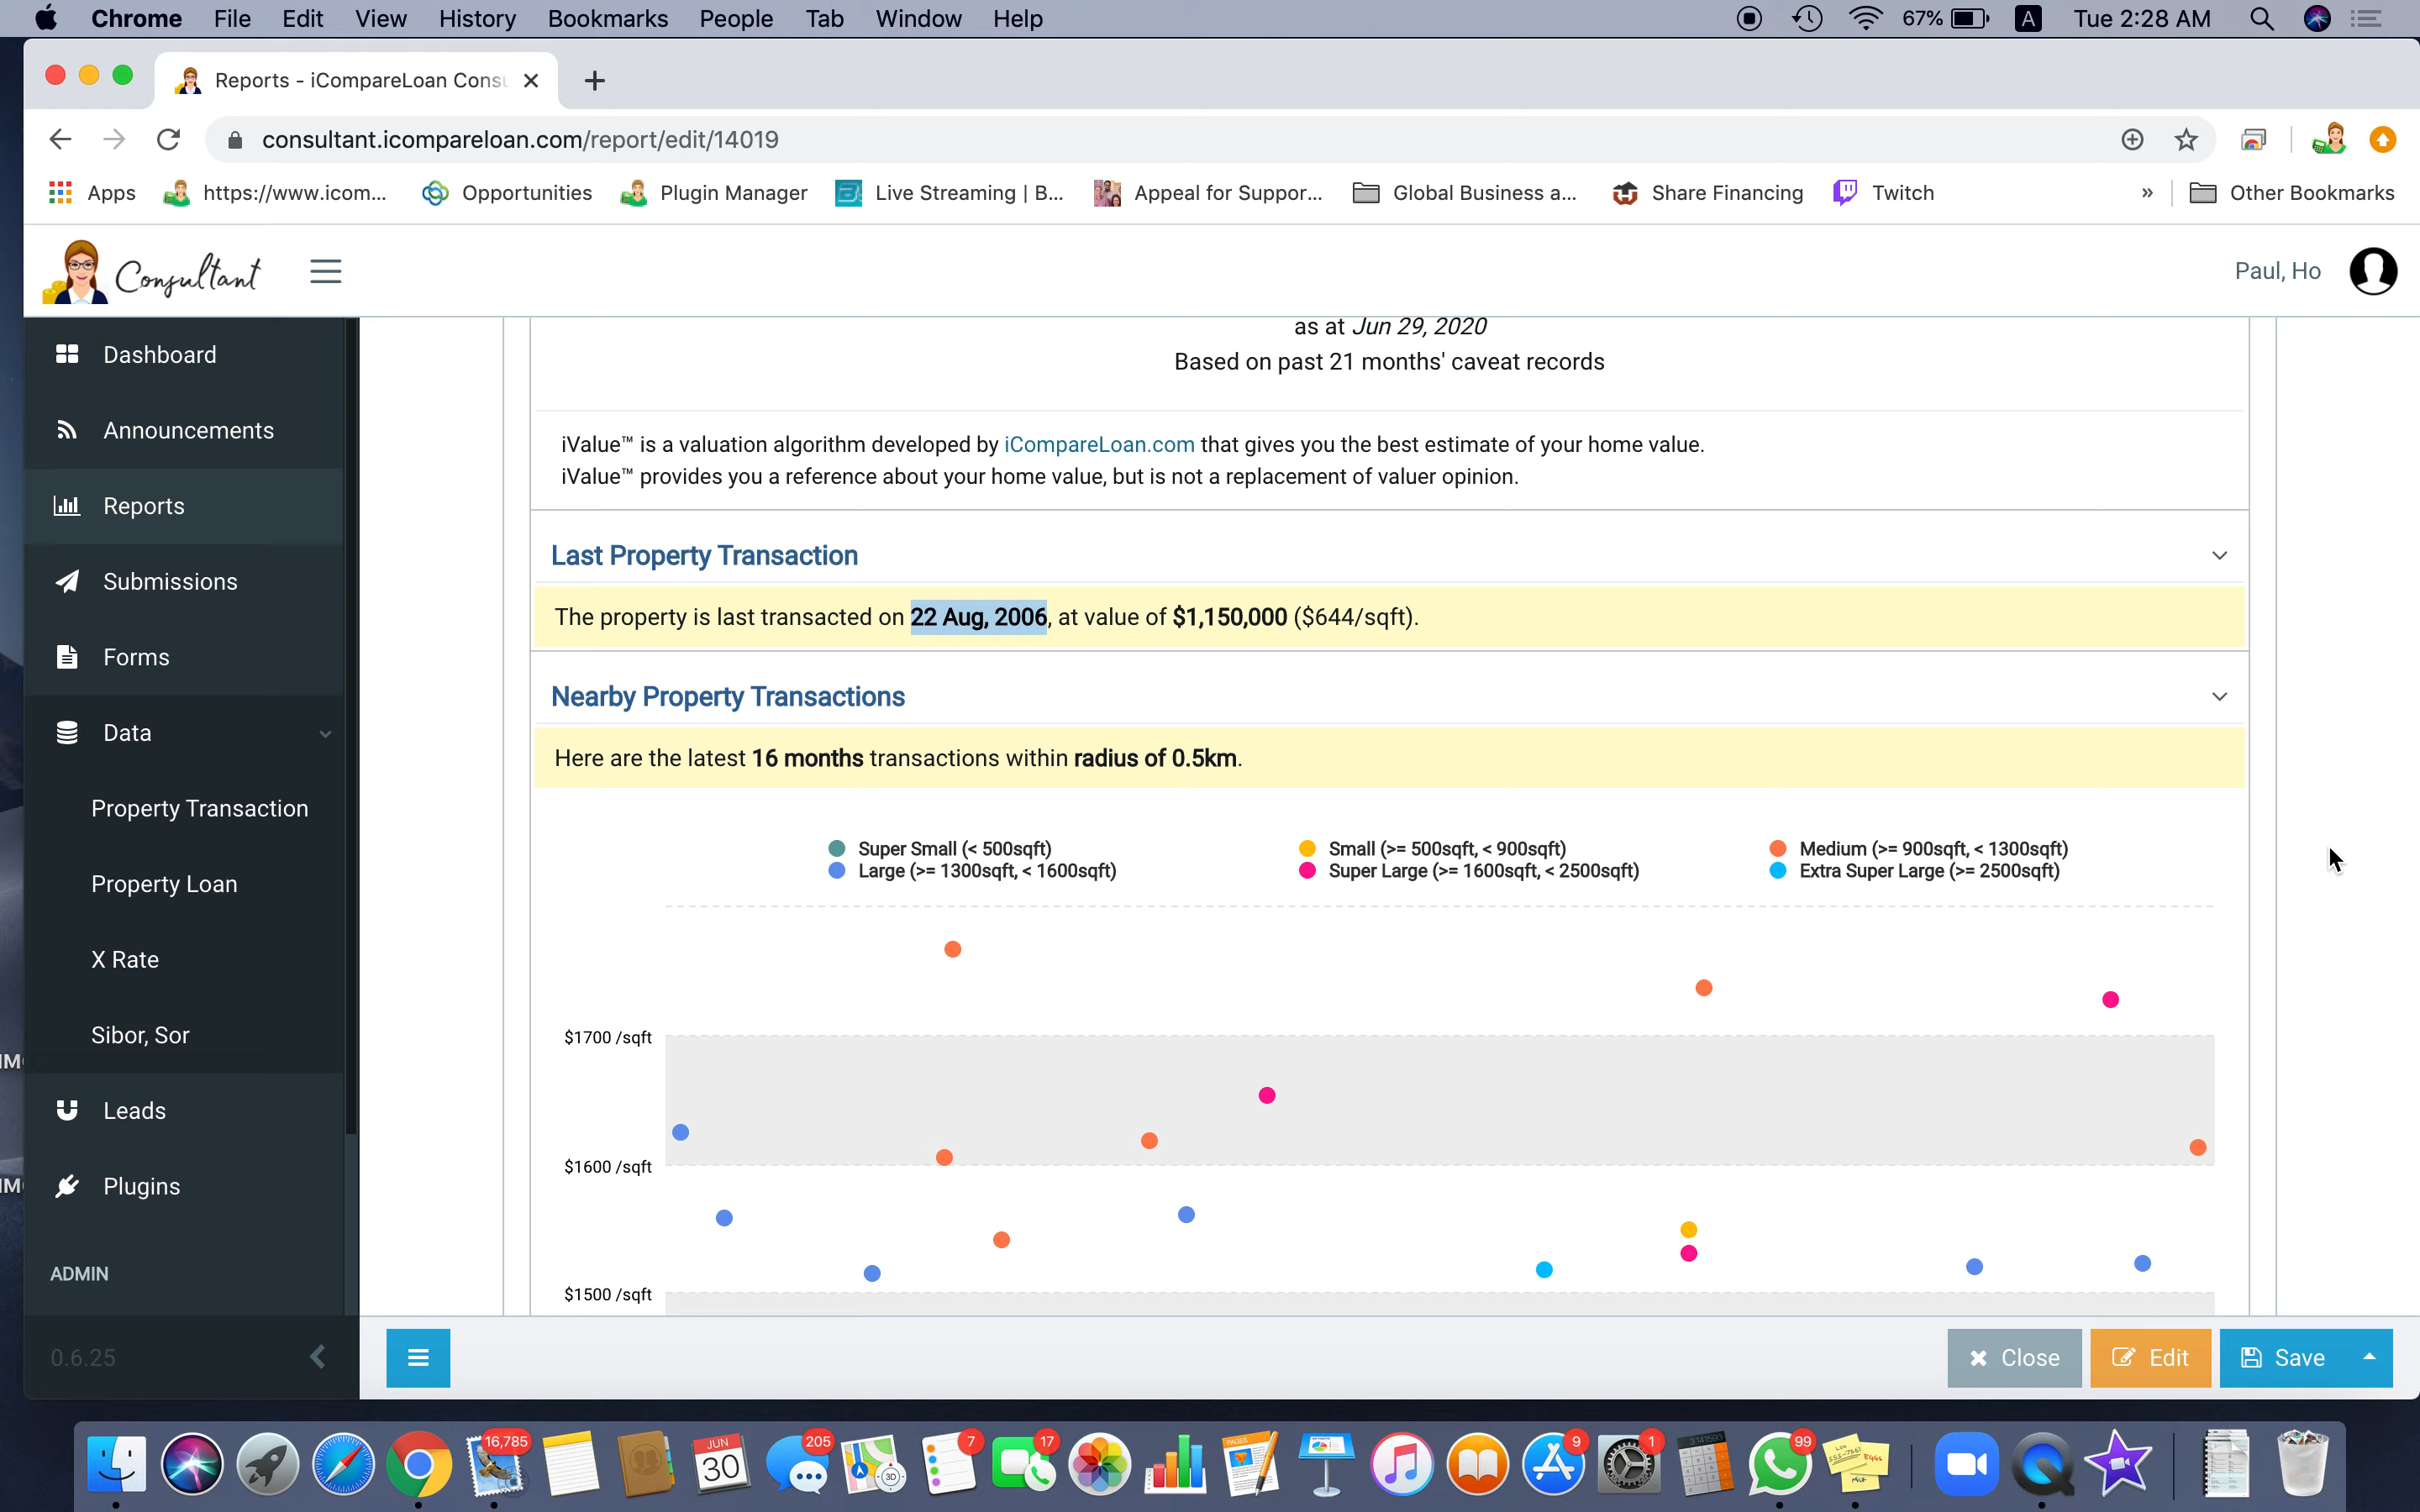 Chrome File Edit View History Bookmarks People Tab Window Help 67% A Tue 2:28 AM
Reports - iCompareLoan Consu
consultant.icompareloan.com/report/edit/14019
Apps https://www.icom... Opportunities Plugin Manager Live Streaming | B... Appeal for Suppor... Global Business a... Share Financing Twitch » Other Bookmarks
Consultant
Paul, Ho
Dashboard
Announcements
Reports
Submissions
Forms
Data
Property Transaction
Property Loan
X Rate
Sibor, Sor
Leads
Plugins
ADMIN
0.6.25
as at Jun 29, 2020
Based on past 21 months' caveat records
iValue™ is a valuation algorithm developed by iCompareLoan.com that gives you the best estimate of your home value.
iValue™ provides you a reference about your home value, but is not a replacement of valuer opinion.
Last Property Transaction
The property is last transacted on 22 Aug, 2006, at value of $1,150,000 ($644/sqft).
Nearby Property Transactions
Here are the latest 16 months transactions within radius of 0.5km.
Super Small (< 500sqft) Small (>= 500sqft, < 900sqft) Medium (>= 900sqft, < 1300sqft)
Large (>= 1300sqft, < 1600sqft) Super Large (>= 1600sqft, < 2500sqft) Extra Super Large (>= 2500sqft)
$1700 /sqft
$1600 /sqft
$1500 /sqft
Close Edit Save
16,785 JUN 30 205 3D 7 17 PAGES 9 1 3.141593 99